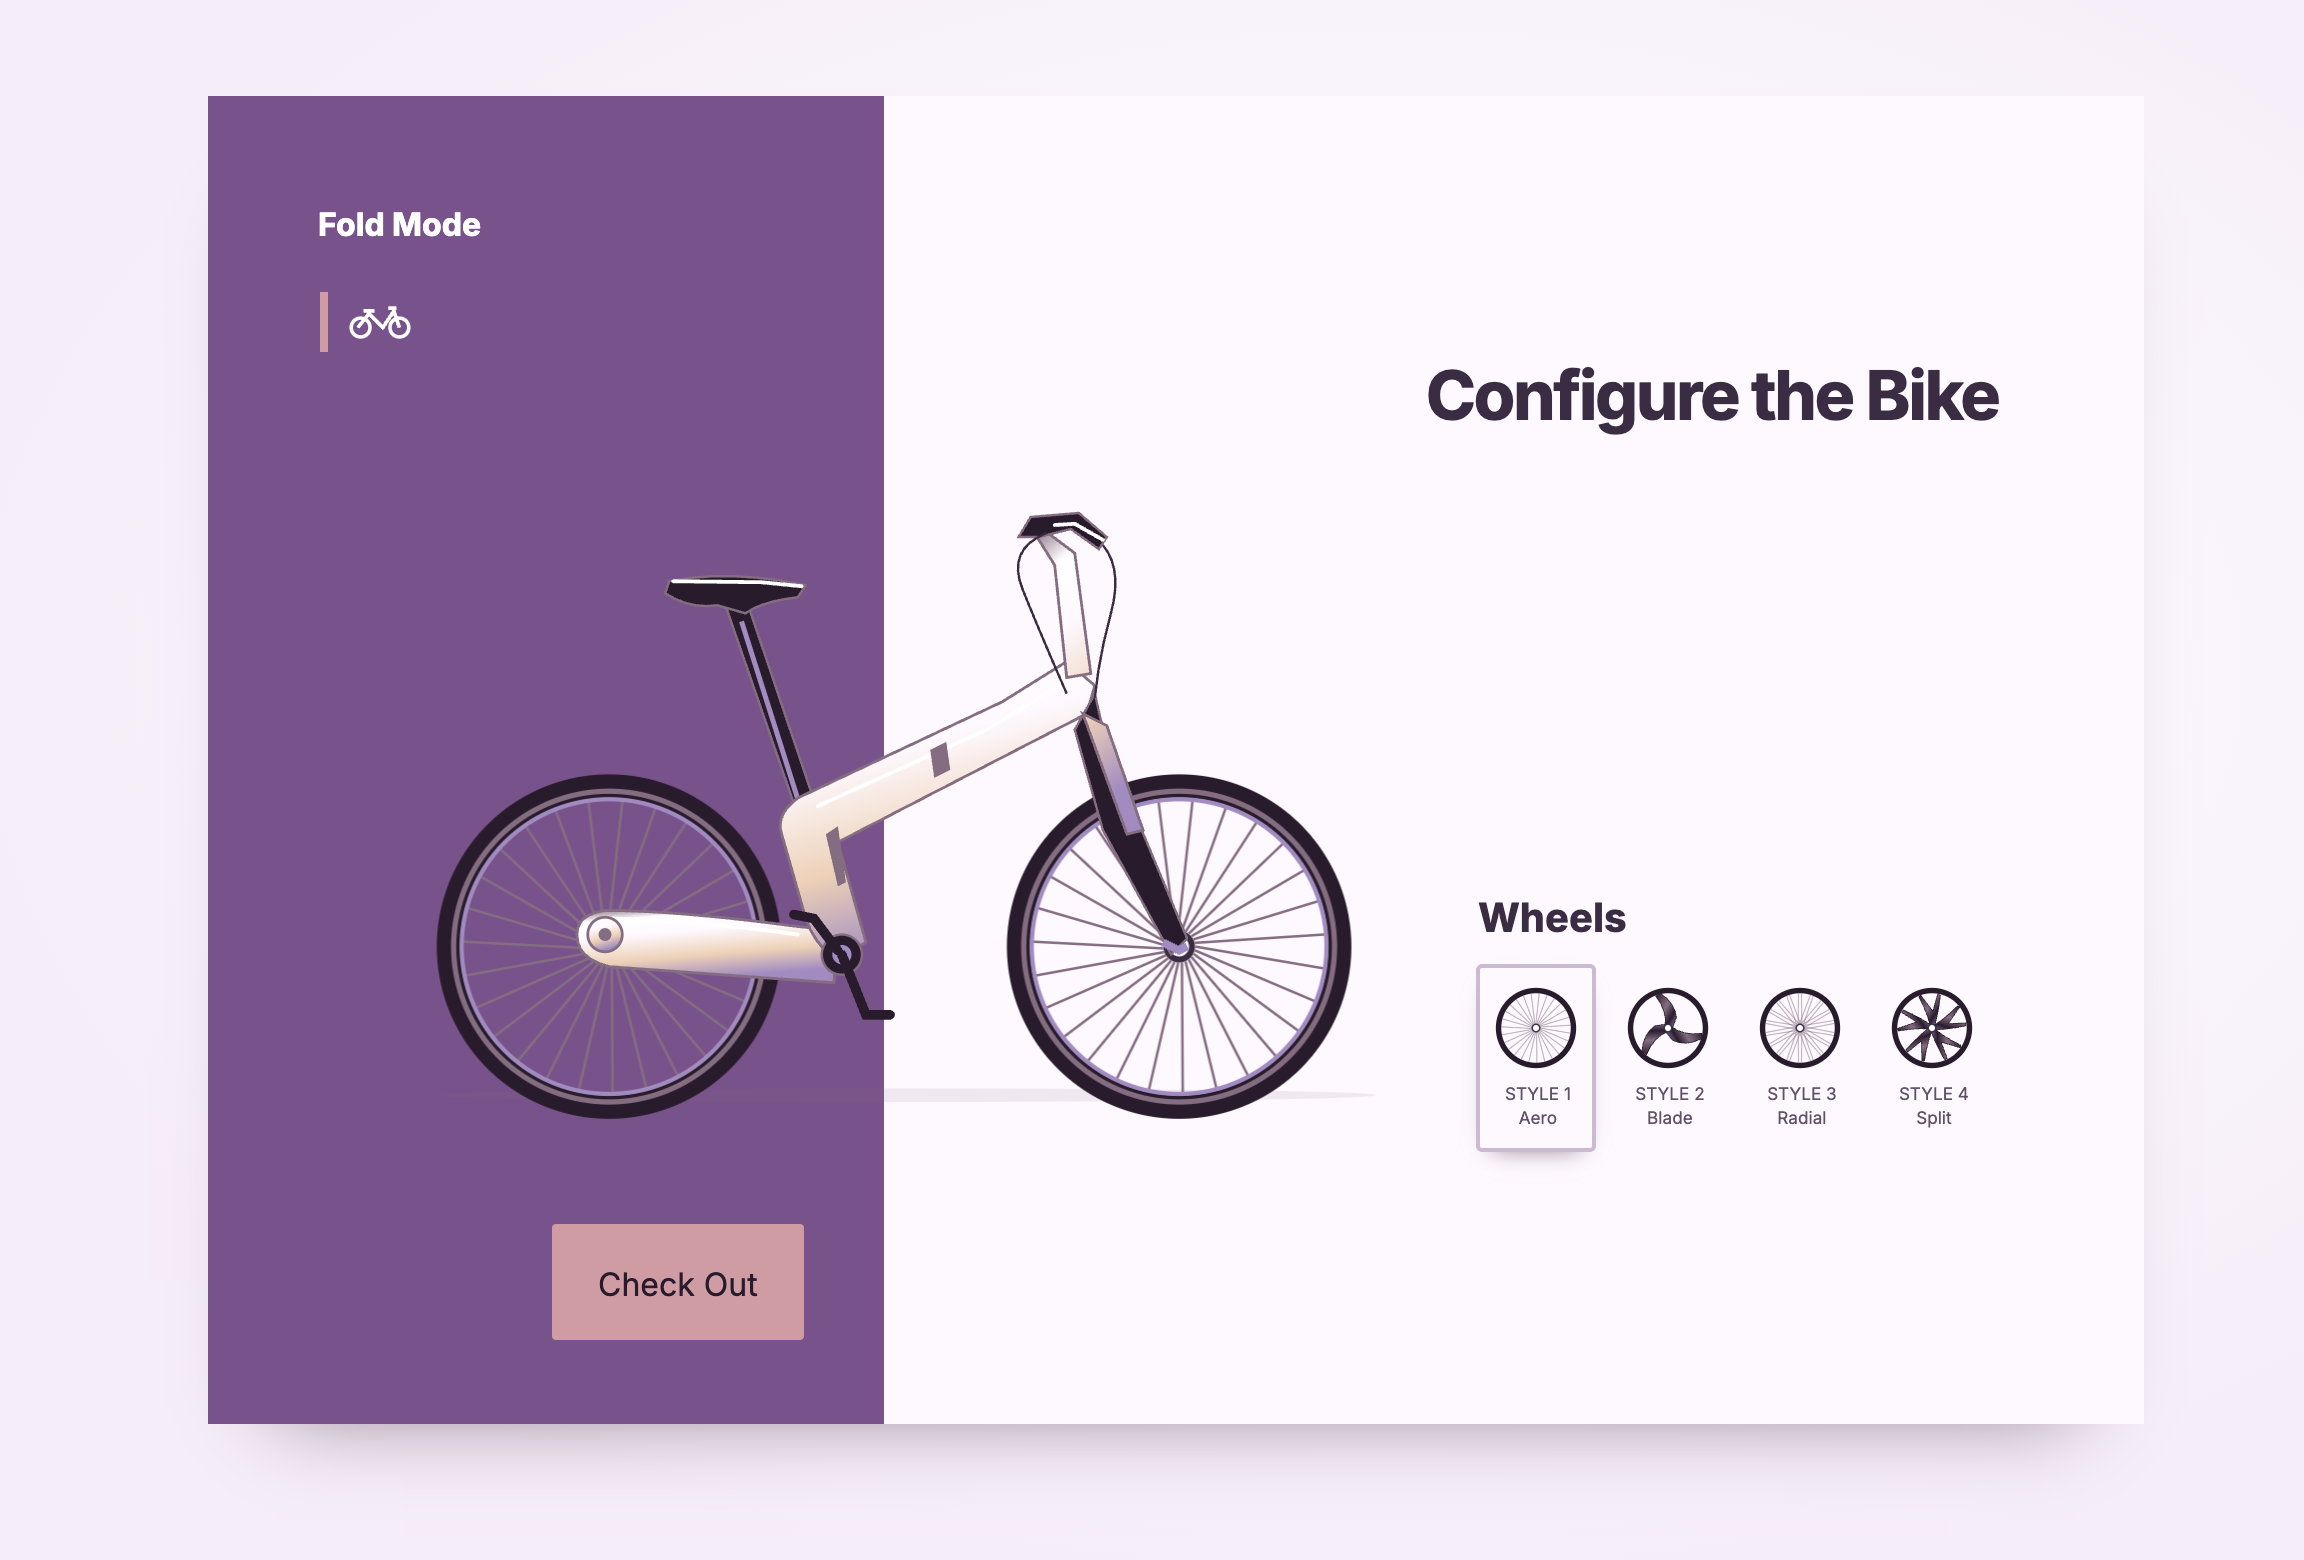 Fold Mode
Configure the Bike
Wheels
STYLE 1
Aero
STYLE 2
Blade
STYLE 3
Radial
STYLE 4
Split
Check Out